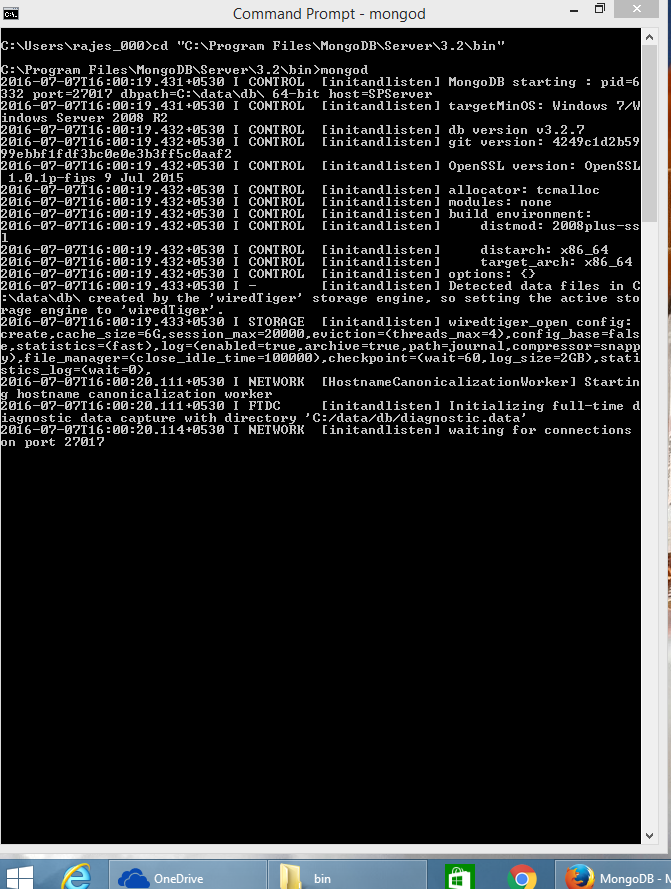 Command Prompt - mongod
C:\Users\rajes_000>cd "C:\Program Files\MongoDB\Server\3.2\bin"
C:\Program Files\MongoDB\Server\3.2\bin>mongod
2016-07-07T16:00:19.431+0530 I CONTROL  [initandlisten] MongoDB starting : pid=6
332 port=27017 dbpath=C:\data\db\ 64-bit host=SPServer
2016-07-07T16:00:19.431+0530 I CONTROL  [initandlisten] targetMinOS: Windows 7/W
indows Server 2008 R2
2016-07-07T16:00:19.432+0530 I CONTROL  [initandlisten] db version v3.2.7
2016-07-07T16:00:19.432+0530 I CONTROL  [initandlisten] git version: 4249c1d2b59
99ebbf1fdf3bc0e0e3b3ff5c0aaf2
2016-07-07T16:00:19.432+0530 I CONTROL  [initandlisten] OpenSSL version: OpenSSL
 1.0.1p-fips 9 Jul 2015
2016-07-07T16:00:19.432+0530 I CONTROL  [initandlisten] allocator: tcmalloc
2016-07-07T16:00:19.432+0530 I CONTROL  [initandlisten] modules: none
2016-07-07T16:00:19.432+0530 I CONTROL  [initandlisten] build environment:
2016-07-07T16:00:19.432+0530 I CONTROL  [initandlisten]     distmod: 2008plus-ss
l
2016-07-07T16:00:19.432+0530 I CONTROL  [initandlisten]     distarch: x86_64
2016-07-07T16:00:19.432+0530 I CONTROL  [initandlisten]     target_arch: x86_64
2016-07-07T16:00:19.433+0530 I CONTROL  [initandlisten] options: {}
2016-07-07T16:00:19.433+0530 I -        [initandlisten] Detected data files in C
:\data\db\ created by the 'wiredTiger' storage engine, so setting the active sto
rage engine to 'wiredTiger'.
2016-07-07T16:00:19.433+0530 I STORAGE  [initandlisten] wiredtiger_open config:
create,cache_size=6G,session_max=20000,eviction=(threads_max=4),config_base=fals
e,statistics=(fast),log=(enabled=true,archive=true,path=journal,compressor=snapp
y),file_manager=(close_idle_time=100000),checkpoint=(wait=60,log_size=2GB),stati
stics_log=(wait=0),
2016-07-07T16:00:20.111+0530 I NETWORK  [HostnameCanonicalizationWorker] Startin
g hostname canonicalization worker
2016-07-07T16:00:20.111+0530 I FTDC     [initandlisten] Initializing full-time d
iagnostic data capture with directory 'C:/data/db/diagnostic.data'
2016-07-07T16:00:20.114+0530 I NETWORK  [initandlisten] waiting for connections
on port 27017
OneDrive
bin
MongoDB - M